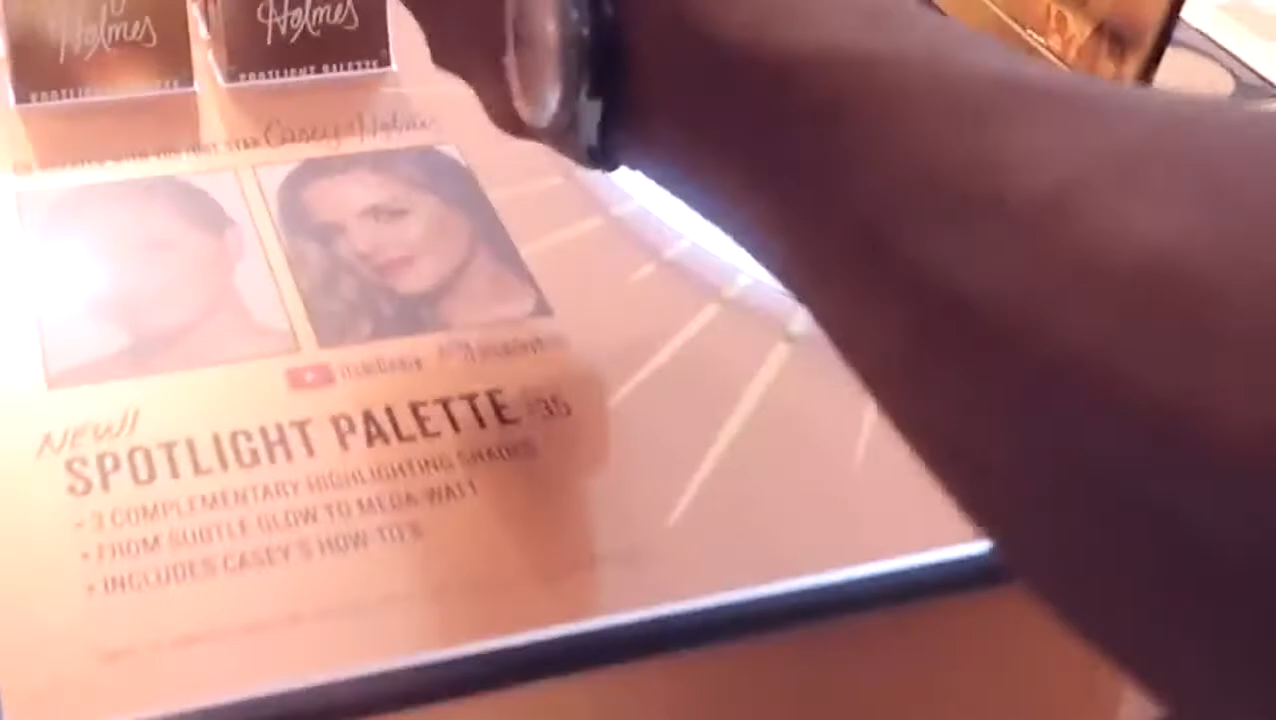 Holmes
Holmes
SPOTLIGHT PALETTE
Casey Holmes
NEW!
SPOTLIGHT PALETTE $35
• 3 COMPLEMENTARY HIGHLIGHTING SHADES
• FROM SUBTLE GLOW TO MEGA-WATT
• INCLUDES CASEY'S HOW-TO'S